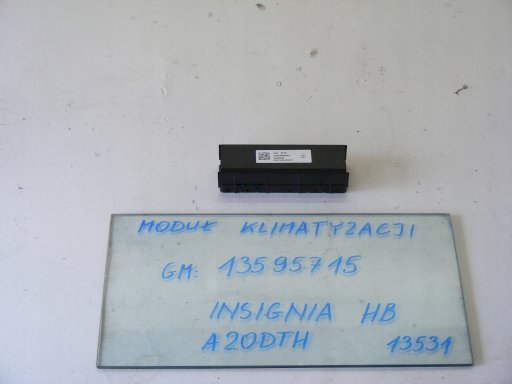 MODUŁ KLIMATYZACJI
GM: 13595715
INSIGNIA HB
A20DTH 13531